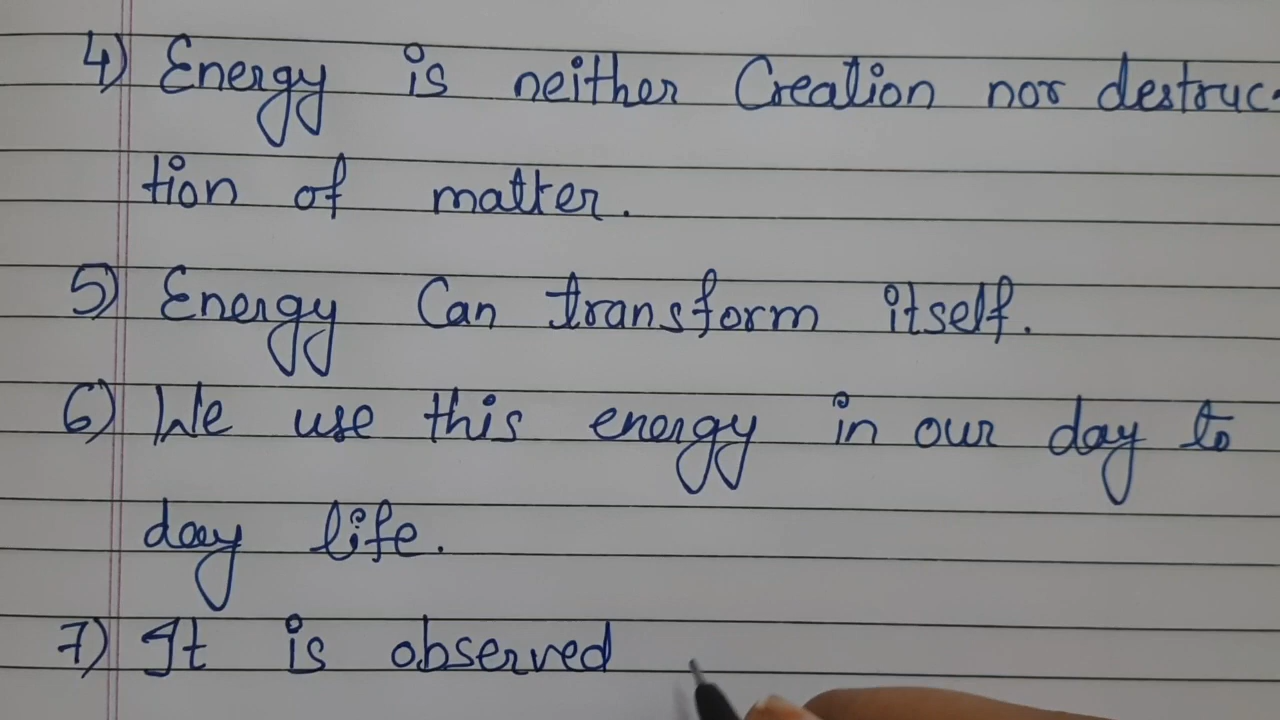 4) Energy is neither Creation nor destruc-
tion of matter.
5) Energy Can transform itself.
6) We use this energy in our day to
day life.
7) It is observed